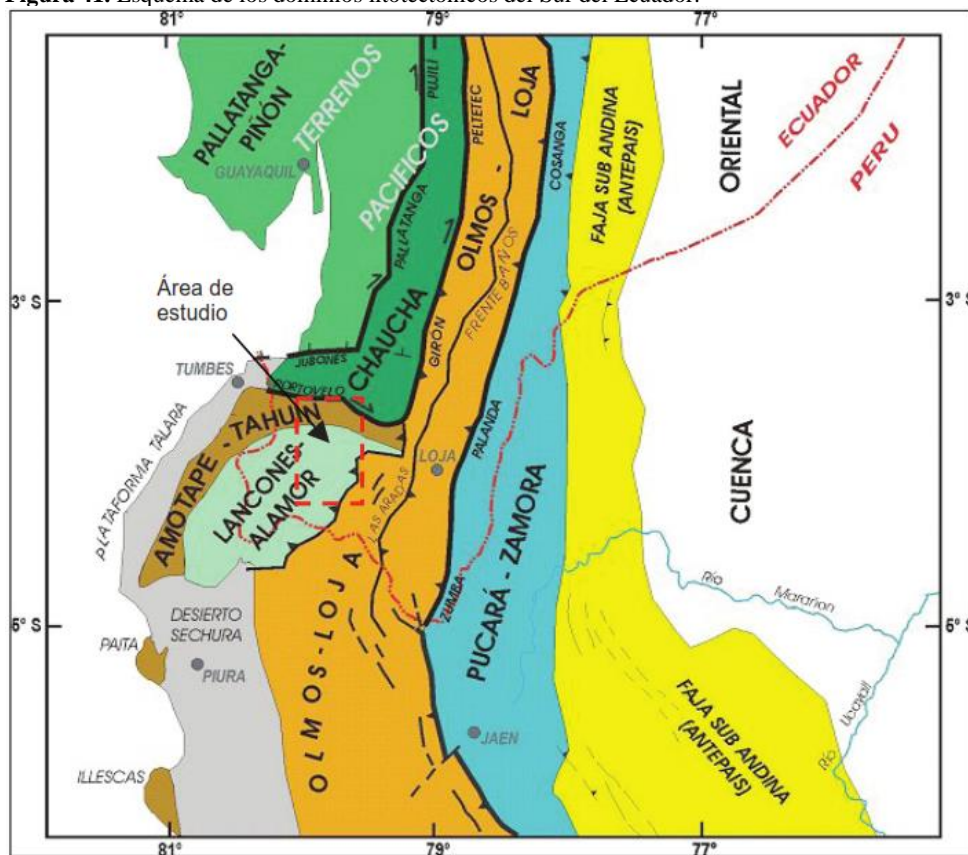 Figura 41. Esquema de los dominios litotectónicos del Sur del Ecuador.
81°
79°
77°
PALLATANGA-
PIÑÓN
TERRENOS
PACIFICOS
GUAYAQUIL
PUJILI
PELTETEC
LOJA
COSANGA
FAJA SUB ANDINA
(ANTEPAIS)
ORIENTAL
ECUADOR
PERU
PALLATANGA
OLMOS -
FRENTE BAÑOS
3° S
3° S
Área de
estudio
CHAUCHA
GIRÓN
JUBONES
TUMBES
PORTOVELO
PLATAFORMA TALARA
AMOTAPE - TAHUIN
LANCONES-
ALAMOR
LOJA
PALANDA
LAS ARADAS
CUENCA
PUCARÁ - ZAMORA
ZUMBA
Río
Marañon
5° S
5° S
DESIERTO
SECHURA
PAITA
PIURA
OLMOS-LOJA
JAEN
FAJA SUB ANDINA
(ANTEPAIS)
Río
Ucayali
ILLESCAS
81°
79°
77°